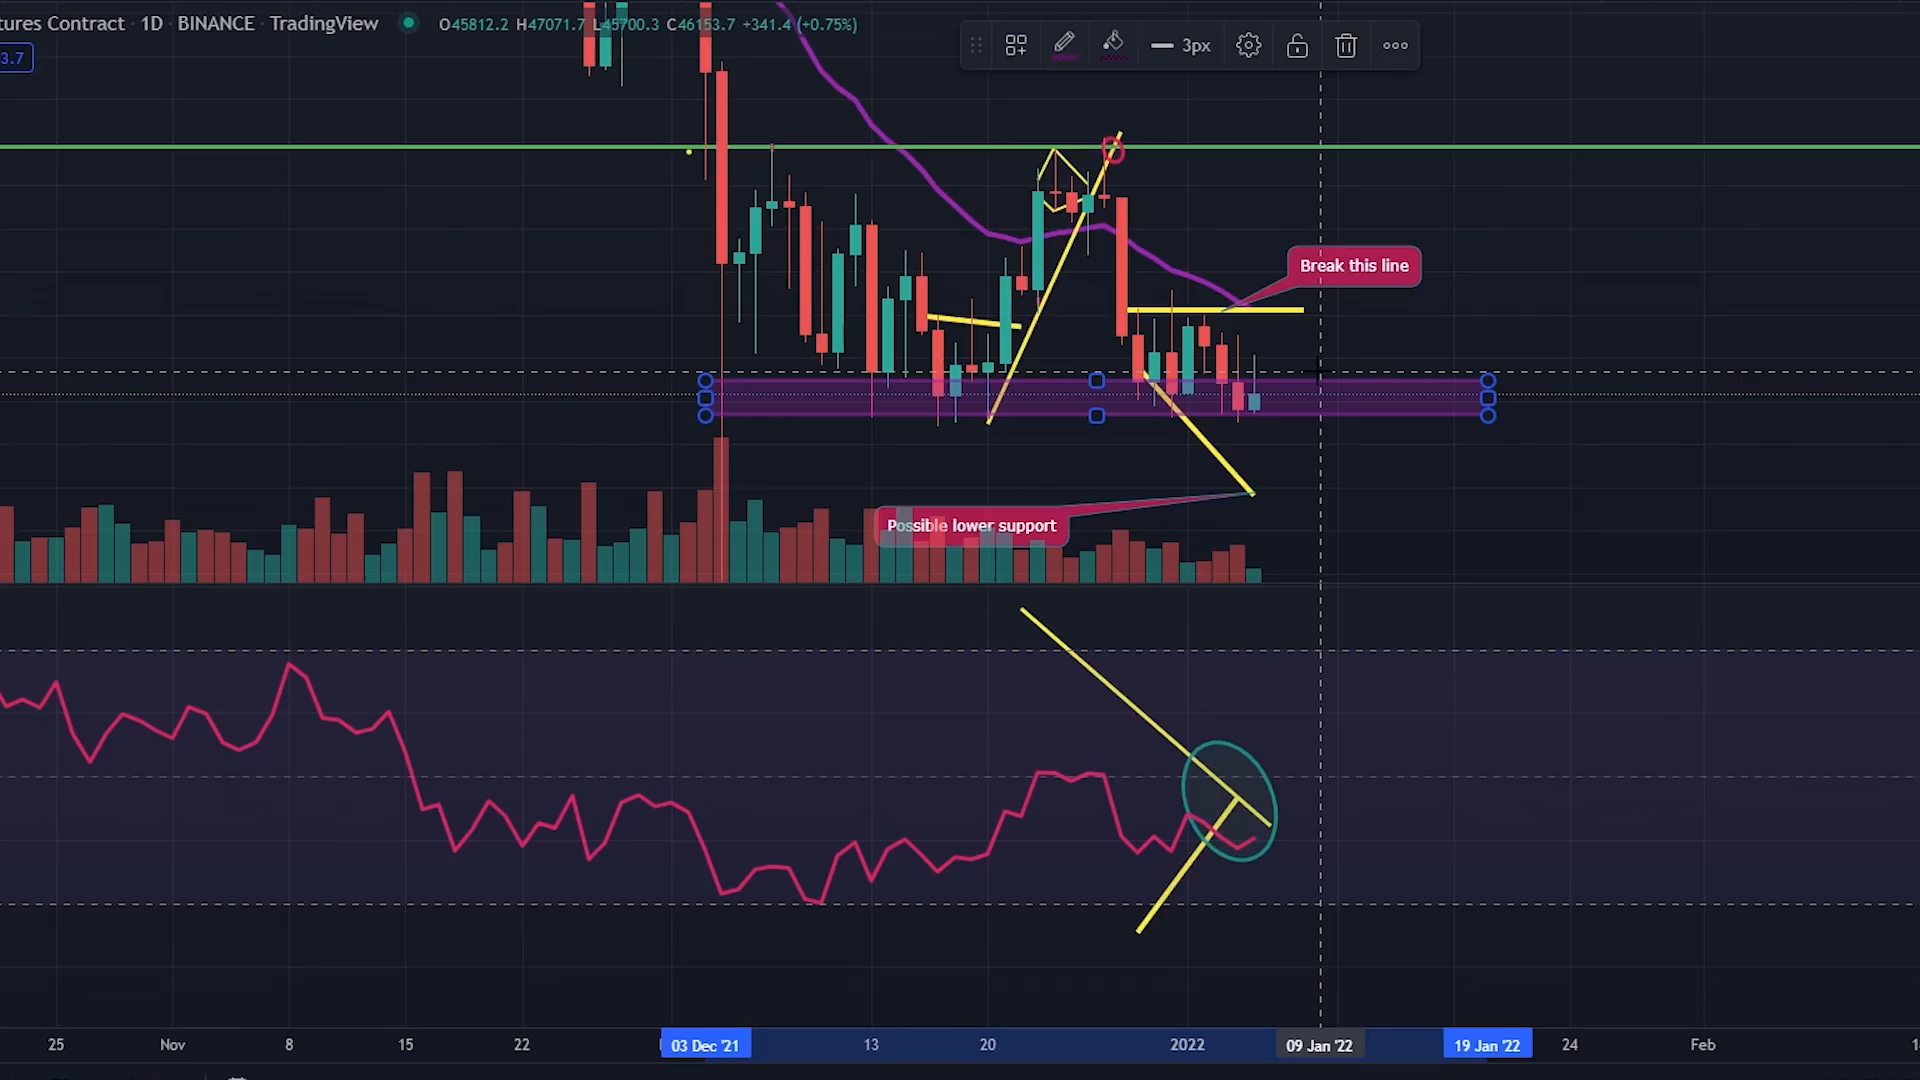 tures Contract · 1D · BINANCE · TradingView O45812.2 H47071.7 L45700.3 C46153.7 +341.4 (+0.75%)
3.7
3px
Break this line
Possible lower support
25 Nov 8 15 22 03 Dec '21 13 20 2022 09 Jan '22 19 Jan '22 24 Feb